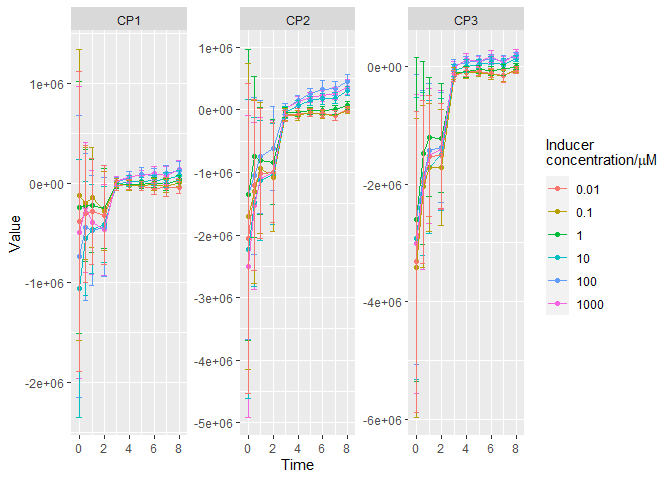 CP1
CP2
CP3
1e+06
0e+00
-1e+06
-2e+06
1e+06
0e+00
-1e+06
-2e+06
-3e+06
-4e+06
-5e+06
0e+00
-2e+06
-4e+06
-6e+06
0 2 4 6 8
0 2 4 6 8
0 2 4 6 8
Value
Time
Inducer
concentration/μM
0.01
0.1
1
10
100
1000